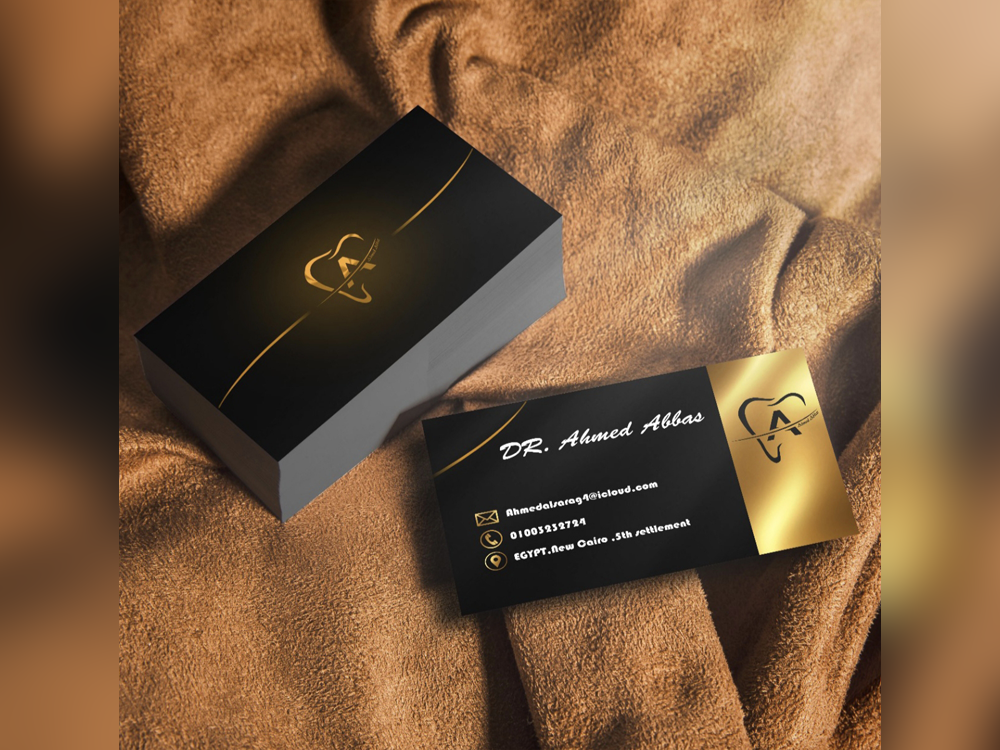 A
DR. Ahmed Abbas
A
Ahmedalsarag4@icloud.com
01003232724
EGYPT.New Cairo .5th settlement